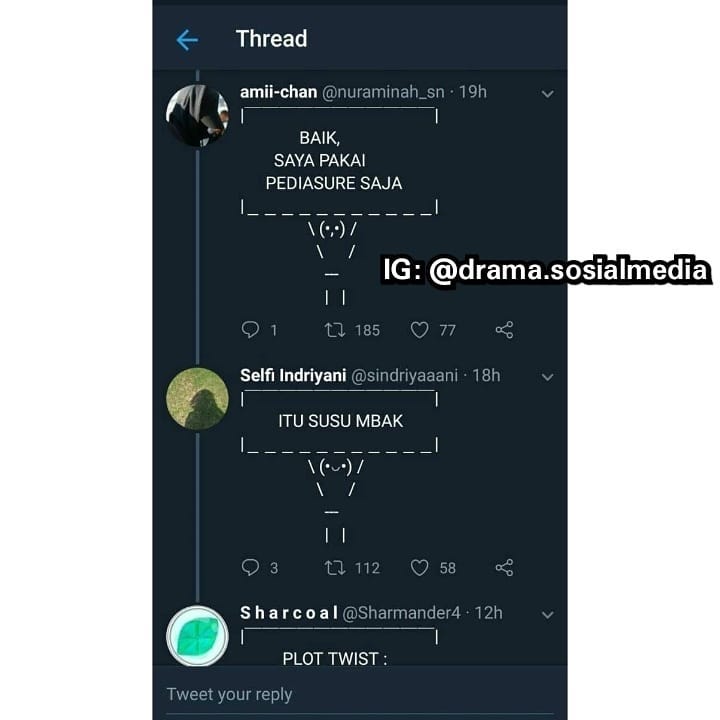 Thread
amii-chan @nuraminah_sn · 19h
|￣￣￣￣￣￣￣￣￣￣￣|
BAIK,
SAYA PAKAI
PEDIASURE SAJA
|_ _ _ _ _ _ _ _ _ _ _|
\ (•,•) /
\ /
—
| |
1 185 77
IG: @drama.sosialmedia
Selfi Indriyani @sindriyaaani · 18h
|￣￣￣￣￣￣￣￣￣￣￣|
ITU SUSU MBAK
|_ _ _ _ _ _ _ _ _ _ _|
\ (•◡•) /
\ /
—
| |
3 112 58
S h a r c o a l @Sharmander4 · 12h
|￣￣￣￣￣￣￣￣￣￣￣|
PLOT TWIST :
Tweet your reply